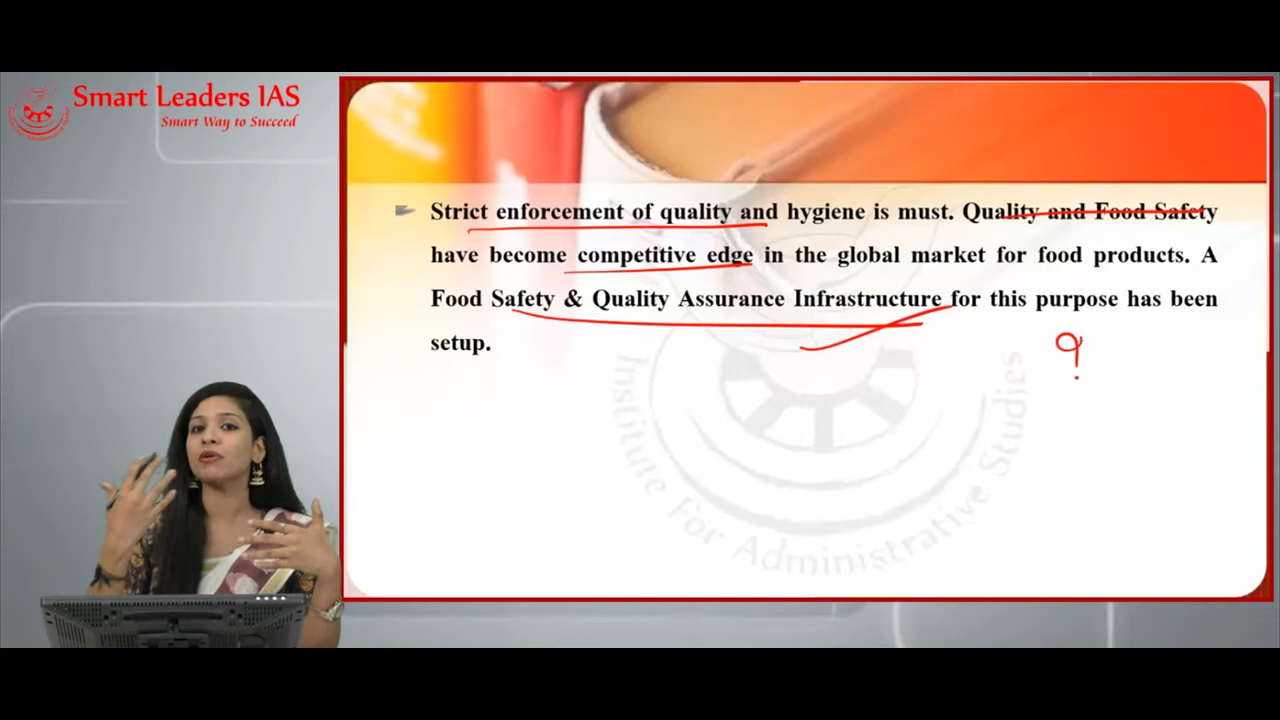 Smart Leaders IAS
Smart Way to Succeed
Strict enforcement of quality and hygiene is must. Quality and Food Safety
have become competitive edge in the global market for food products. A
Food Safety & Quality Assurance Infrastructure for this purpose has been
setup.
?
Institute For Administrative Studies